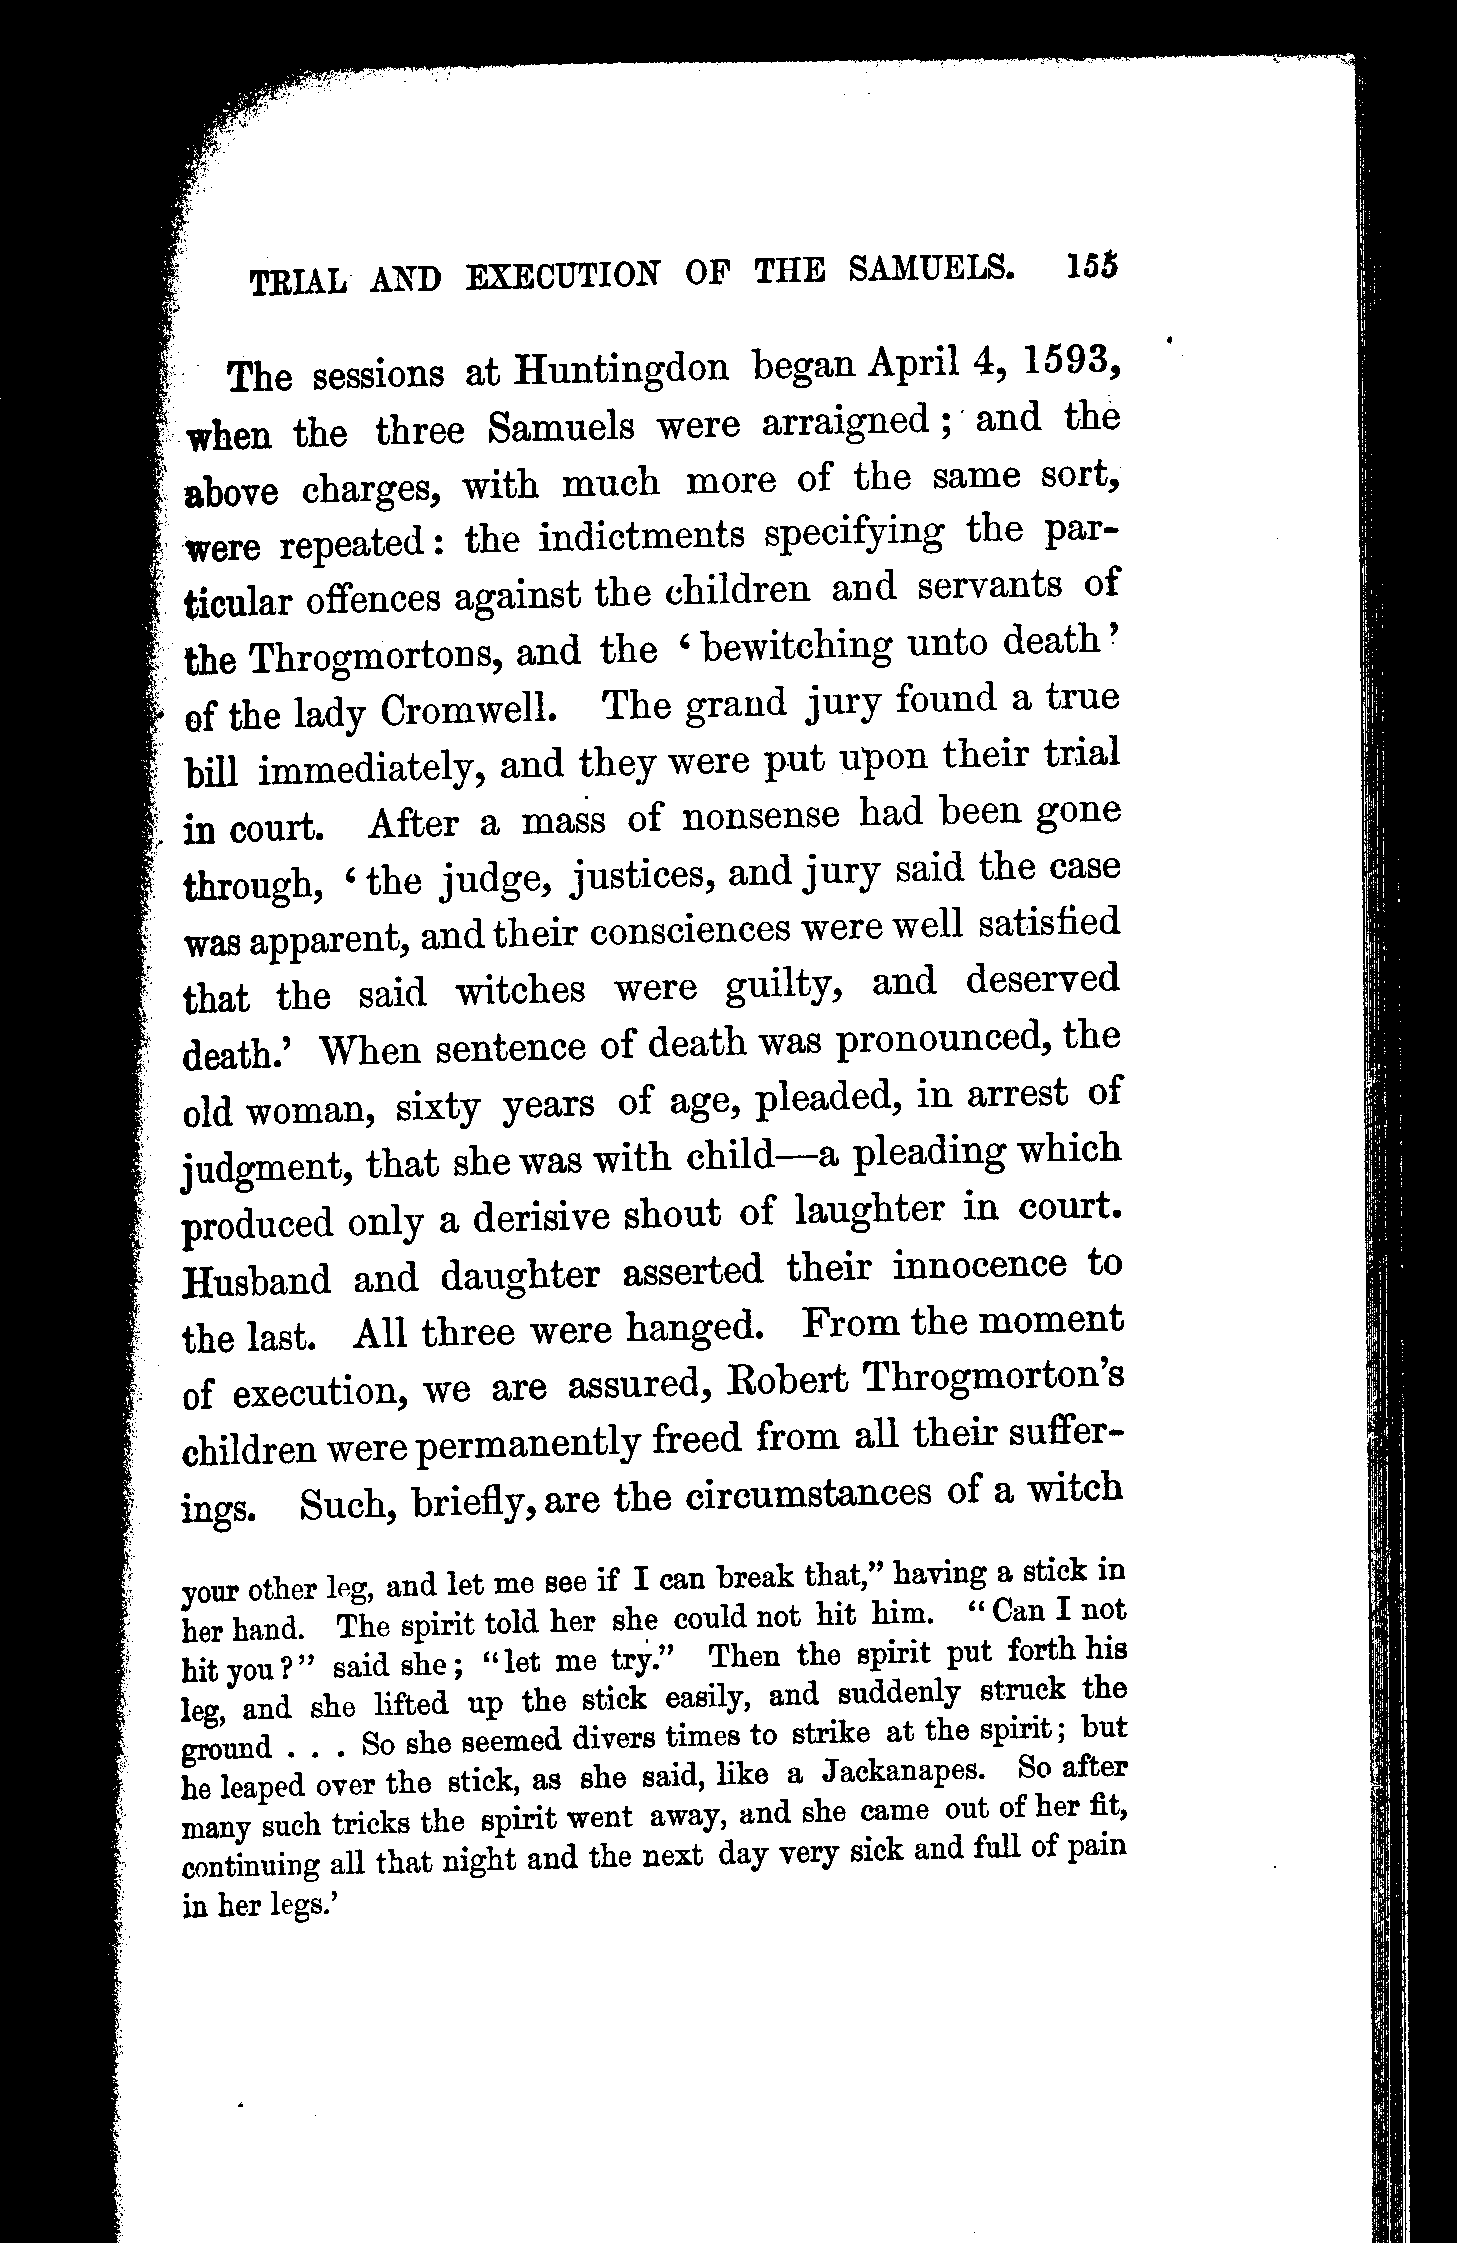 TRIAL AND EXECUTION OF THE SAMUELS. 155
The sessions at Huntingdon began April 4, 1593,
when the three Samuels were arraigned; and the
above charges, with much more of the same sort,
were repeated: the indictments specifying the par-
ticular offences against the children and servants of
the Throgmortons, and the ‘bewitching unto death’
of the lady Cromwell. The grand jury found a true
bill immediately, and they were put upon their trial
in court. After a mass of nonsense had been gone
through, ‘the judge, justices, and jury said the case
was apparent, and their consciences were well satisfied
that the said witches were guilty, and deserved
death.’ When sentence of death was pronounced, the
old woman, sixty years of age, pleaded, in arrest of
judgment, that she was with child—a pleading which
produced only a derisive shout of laughter in court.
Husband and daughter asserted their innocence to
the last. All three were hanged. From the moment
of execution, we are assured, Robert Throgmorton’s
children were permanently freed from all their suffer-
ings. Such, briefly, are the circumstances of a witch
your other leg, and let me see if I can break that,” having a stick in
her hand. The spirit told her she could not hit him. “Can I not
hit you?” said she; “let me try.” Then the spirit put forth his
leg, and she lifted up the stick easily, and suddenly struck the
ground . . . So she seemed divers times to strike at the spirit; but
he leaped over the stick, as she said, like a Jackanapes. So after
many such tricks the spirit went away, and she came out of her fit,
continuing all that night and the next day very sick and full of pain
in her legs.’